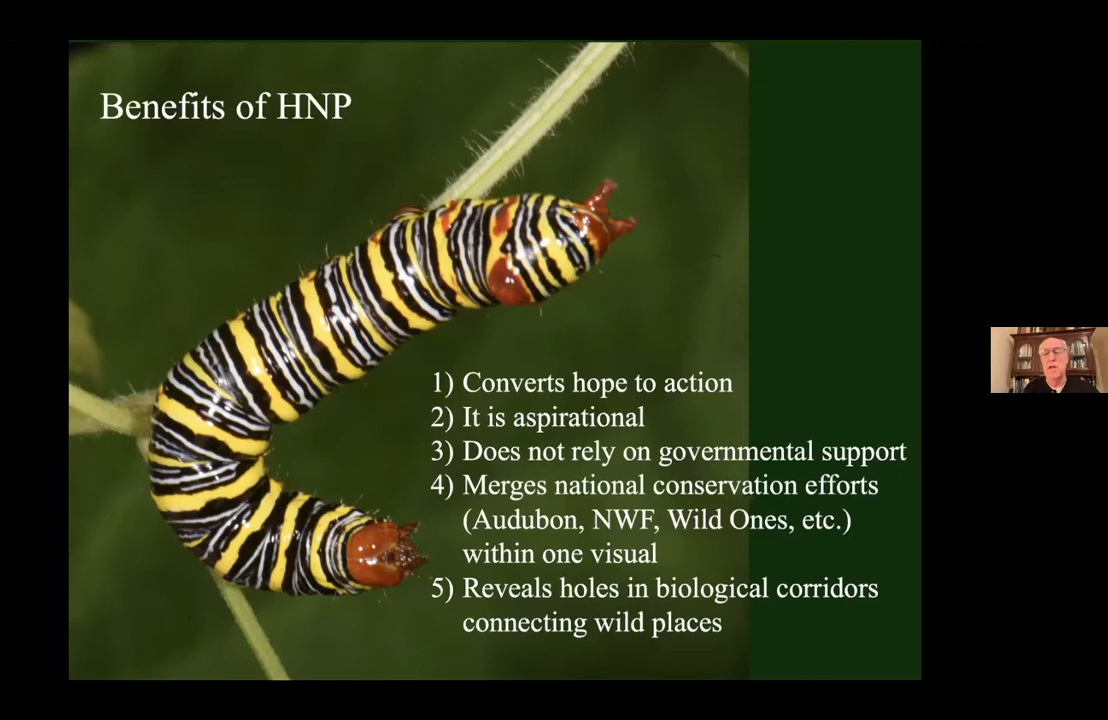 Benefits of HNP
1) Converts hope to action
2) It is aspirational
3) Does not rely on governmental support
4) Merges national conservation efforts
(Audubon, NWF, Wild Ones, etc.)
within one visual
5) Reveals holes in biological corridors
connecting wild places